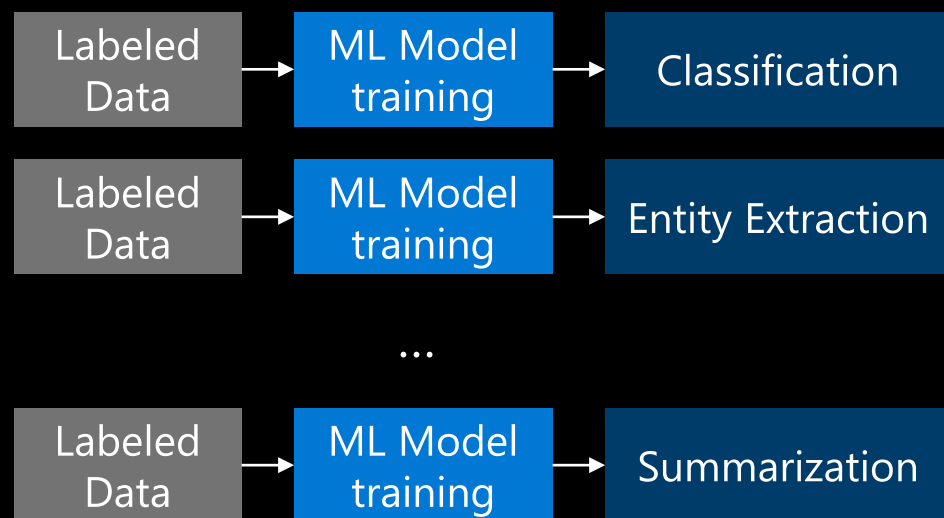 Labeled
Data
ML Model
training
Classification
Labeled
Data
ML Model
training
Entity Extraction
...
Labeled
Data
ML Model
training
Summarization